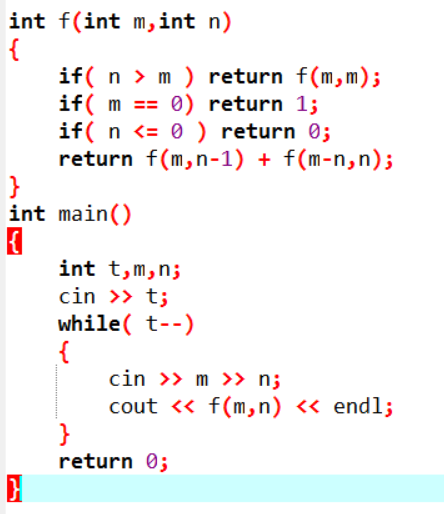 int f(int m,int n)
{
    if( n > m ) return f(m,m);
    if( m == 0) return 1;
    if( n <= 0 ) return 0;
    return f(m,n-1) + f(m-n,n);
}
int main()
{
    int t,m,n;
    cin >> t;
    while( t--)
    {
        cin >> m >> n;
        cout << f(m,n) << endl;
    }
    return 0;
}